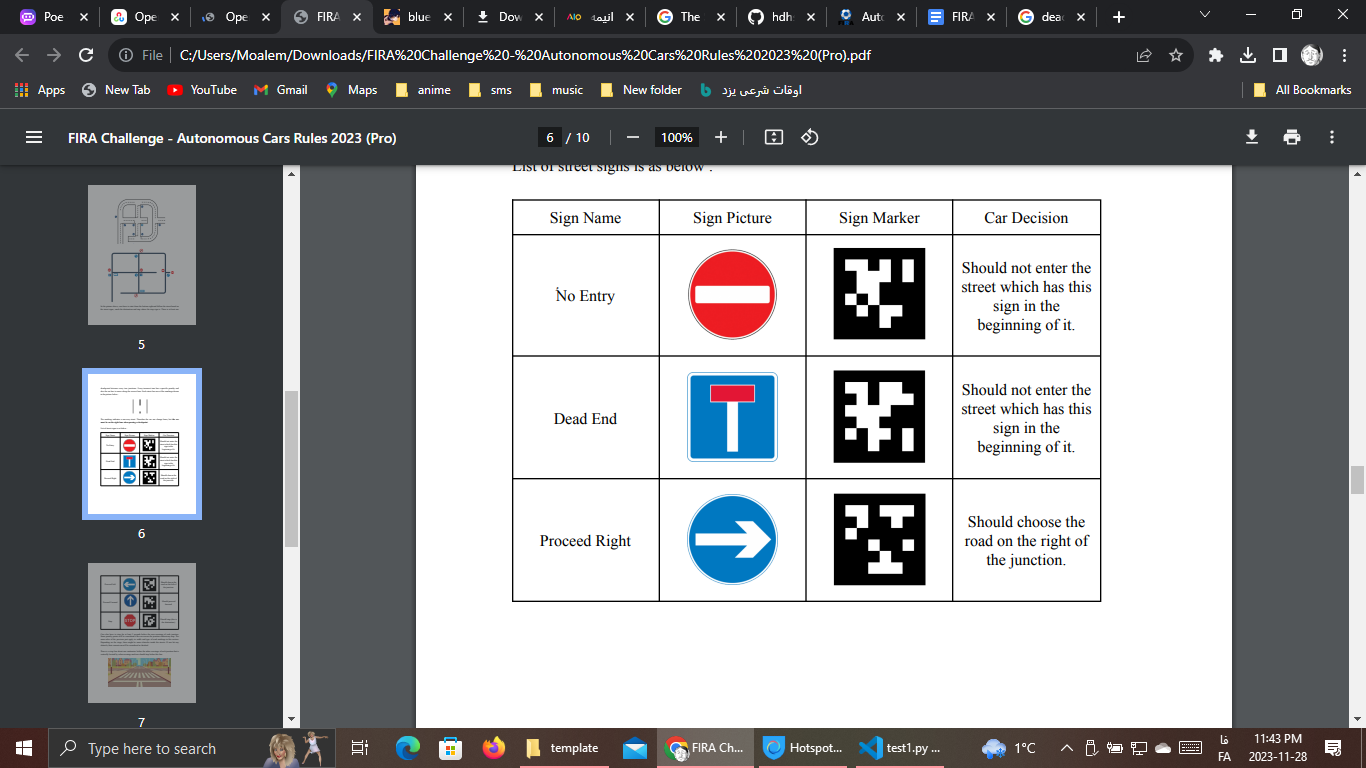 Poe
Ope
Ope
FIRA
blue
Dow
AIO
انیمه
The
hdh
Auto
FIRA
dea
File
C:/Users/Moalem/Downloads/FIRA%20Challenge%20-%20Autonomous%20Cars%20Rules%202023%20(Pro).pdf
Apps
New Tab
YouTube
Gmail
Maps
anime
sms
music
New folder
اوقات شرعی یزد
All Bookmarks
FIRA Challenge - Autonomous Cars Rules 2023 (Pro)
6 / 10
100%
5
6
7
List of street signs is as below :
Sign Name
Sign Picture
Sign Marker
Car Decision
No Entry
Should not enter the
street which has this
sign in the
beginning of it.
Dead End
Should not enter the
street which has this
sign in the
beginning of it.
Proceed Right
Should choose the
road on the right of
the junction.
Type here to search
template
FIRA Ch...
Hotspot...
test1.py ...
1°C
فا
FA
11:43 PM
2023-11-28